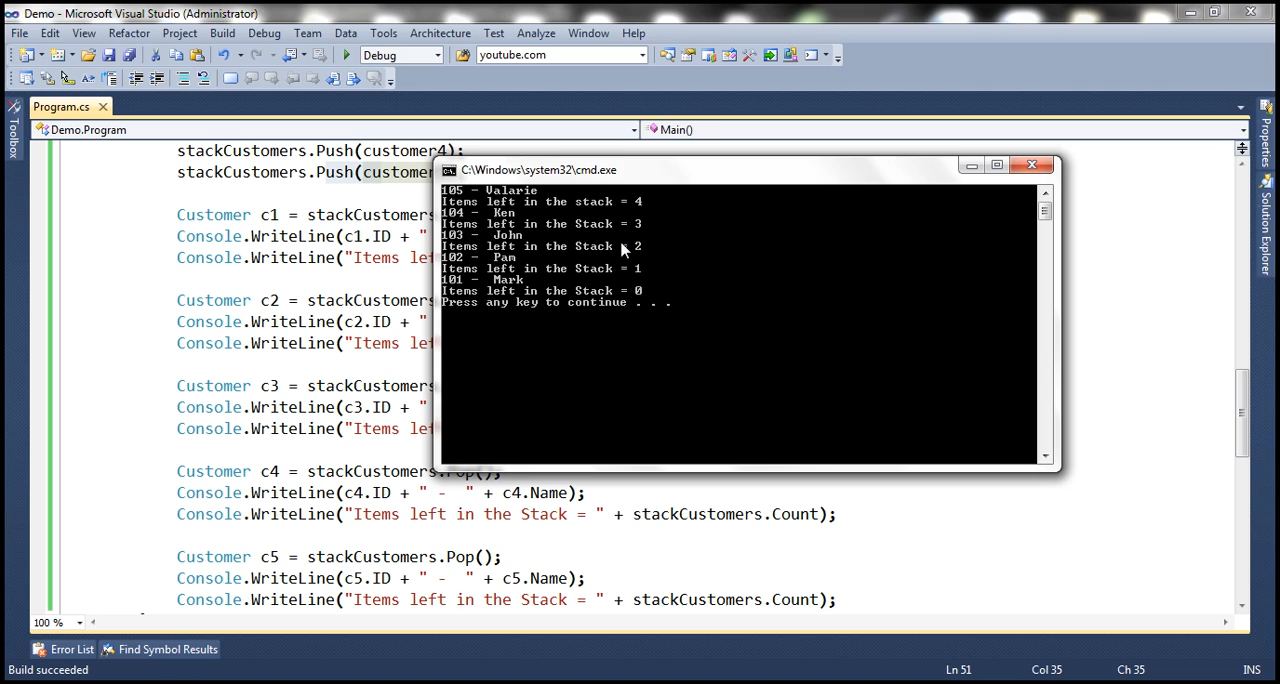 Demo - Microsoft Visual Studio (Administrator)
File Edit View Refactor Project Build Debug Team Data Tools Architecture Test Analyze Window Help
Debug youtube.com
Program.cs
Demo.Program Main()
Toolbox
Properties
Solution Explorer
stackCustomers.Push(customer4);
stackCustomers.Push(customer
Customer c1 = stackCustomers
Console.WriteLine(c1.ID + "
Console.WriteLine("Items le
Customer c2 = stackCustomers
Console.WriteLine(c2.ID + "
Console.WriteLine("Items le
Customer c3 = stackCustomers
Console.WriteLine(c3.ID + "
Console.WriteLine("Items le
Customer c4 = stackCustomers.Pop();
Console.WriteLine(c4.ID + " -  " + c4.Name);
Console.WriteLine("Items left in the Stack = " + stackCustomers.Count);
Customer c5 = stackCustomers.Pop();
Console.WriteLine(c5.ID + " -  " + c5.Name);
Console.WriteLine("Items left in the Stack = " + stackCustomers.Count);
C:\Windows\system32\cmd.exe
105 - Valarie
Items left in the stack = 4
104 -  Ken
Items left in the Stack = 3
103 -  John
Items left in the Stack = 2
102 -  Pam
Items left in the Stack = 1
101 -  Mark
Items left in the Stack = 0
Press any key to continue . . .
100 %
Error List Find Symbol Results
Build succeeded Ln 51 Col 35 Ch 35 INS